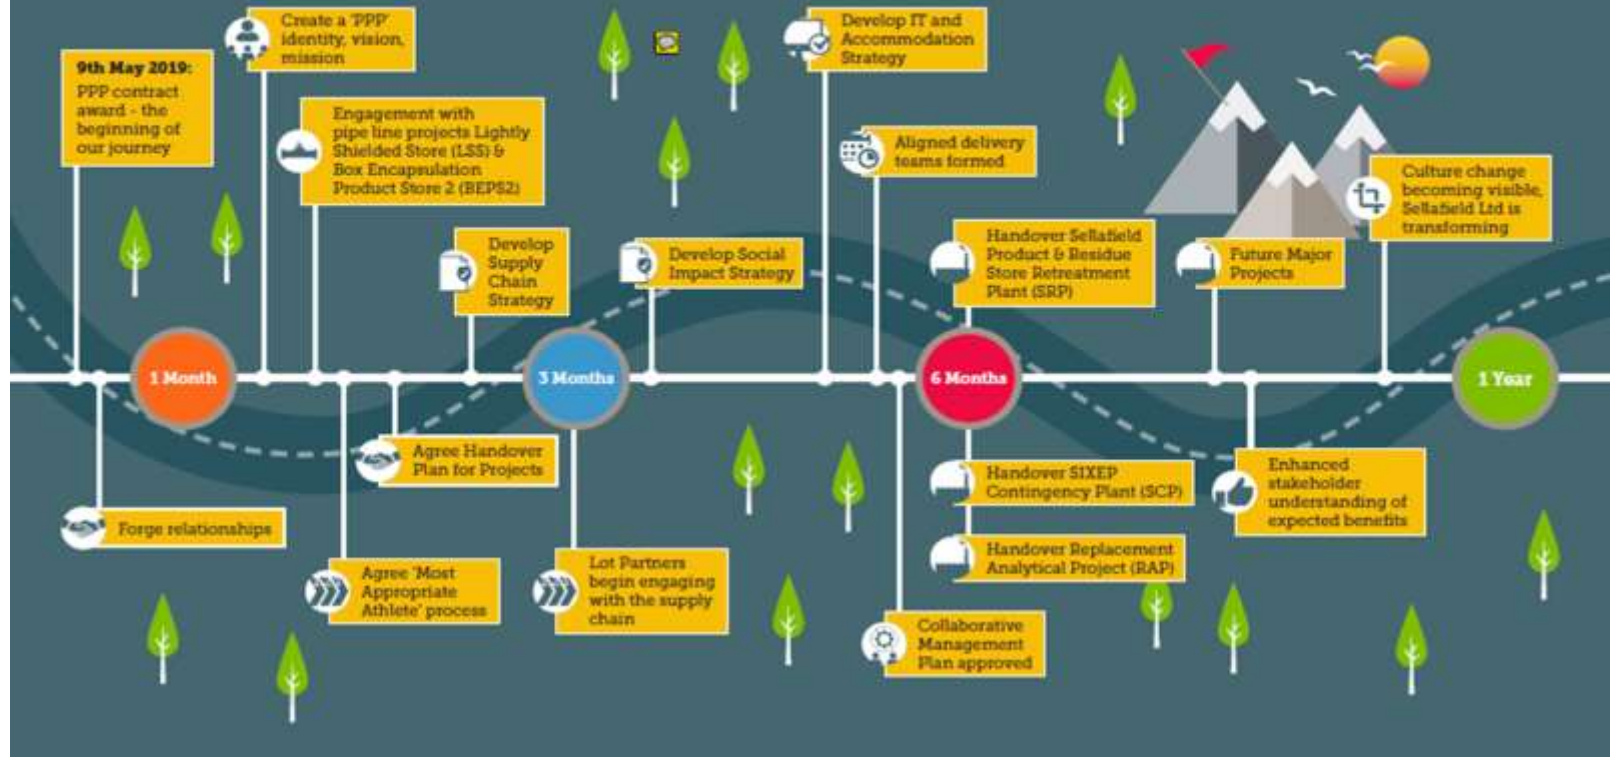 9th May 2019:
PPP contract
award - the
beginning of
our journey
Create a 'PPP'
identity, vision,
mission
Engagement with
pipe line projects Lightly
Shielded Store (LSS) &
Box Encapsulation
Product Store 2 (BEPS2)
Develop
Supply
Chain
Strategy
Develop Social
Impact Strategy
Develop IT and
Accommodation
Strategy
Aligned delivery
teams formed
Handover Sellafield
Product & Residue
Store Retreatment
Plant (SRP)
Future Major
Projects
Culture change
becoming visible,
Sellafield Ltd is
transforming
1 Month
3 Months
6 Months
1 Year
Forge relationships
Agree Handover
Plan for Projects
Agree 'Most
Appropriate
Athlete' process
Lot Partners
begin engaging
with the supply
chain
Handover SIXEP
Contingency Plant (SCP)
Handover Replacement
Analytical Project (RAP)
Collaborative
Management
Plan approved
Enhanced
stakeholder
understanding of
expected benefits